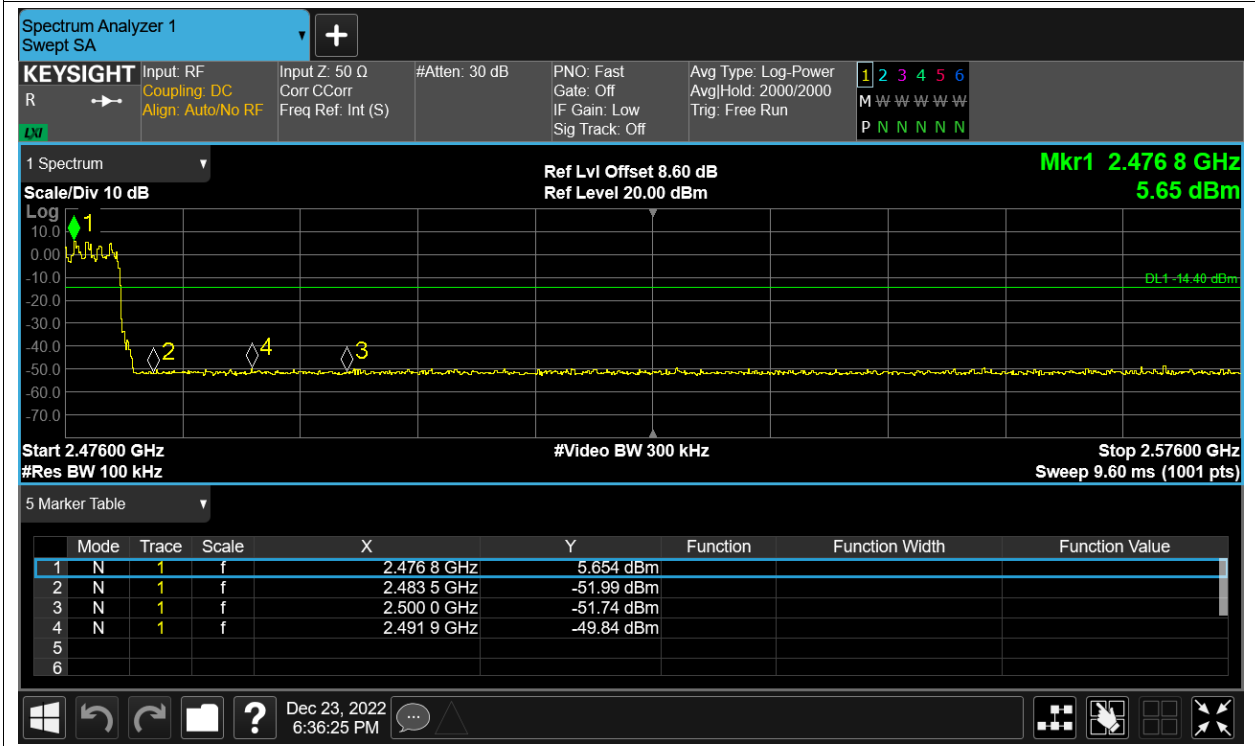 Spectrum Analyzer 1
Swept SA
+
KEYSIGHT Input: RF Input Z: 50 Ω #Atten: 30 dB PNO: Fast Avg Type: Log-Power 1 2 3 4 5 6
R Coupling: DC Corr CCorr Gate: Off Avg|Hold: 2000/2000 M W W W W W
Align: Auto/No RF Freq Ref: Int (S) IF Gain: Low Trig: Free Run
LXI Sig Track: Off P N N N N N
1 Spectrum Ref Lvl Offset 8.60 dB Mkr1 2.476 8 GHz
Scale/Div 10 dB Ref Level 20.00 dBm 5.65 dBm
Log
1
10.0
0.00
-10.0
DL1 -14.40 dBm
-20.0
-30.0
-40.0
2 4 3
-50.0
-60.0
-70.0
Start 2.47600 GHz #Video BW 300 kHz Stop 2.57600 GHz
#Res BW 100 kHz Sweep 9.60 ms (1001 pts)
5 Marker Table
Mode Trace Scale X Y Function Function Width Function Value
1 N 1 f 2.476 8 GHz 5.654 dBm
2 N 1 f 2.483 5 GHz -51.99 dBm
3 N 1 f 2.500 0 GHz -51.74 dBm
4 N 1 f 2.491 9 GHz -49.84 dBm
5
6
? Dec 23, 2022
6:36:25 PM